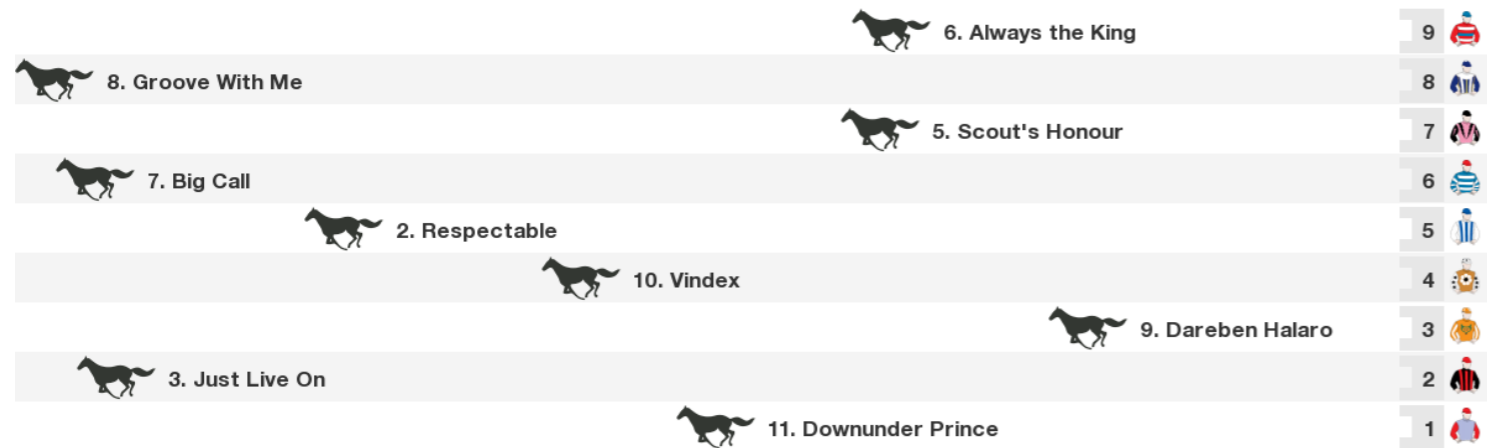 6. Always the King 9
8. Groove With Me 8
5. Scout's Honour 7
7. Big Call 6
2. Respectable 5
10. Vindex 4
9. Dareben Halaro 3
3. Just Live On 2
11. Downunder Prince 1